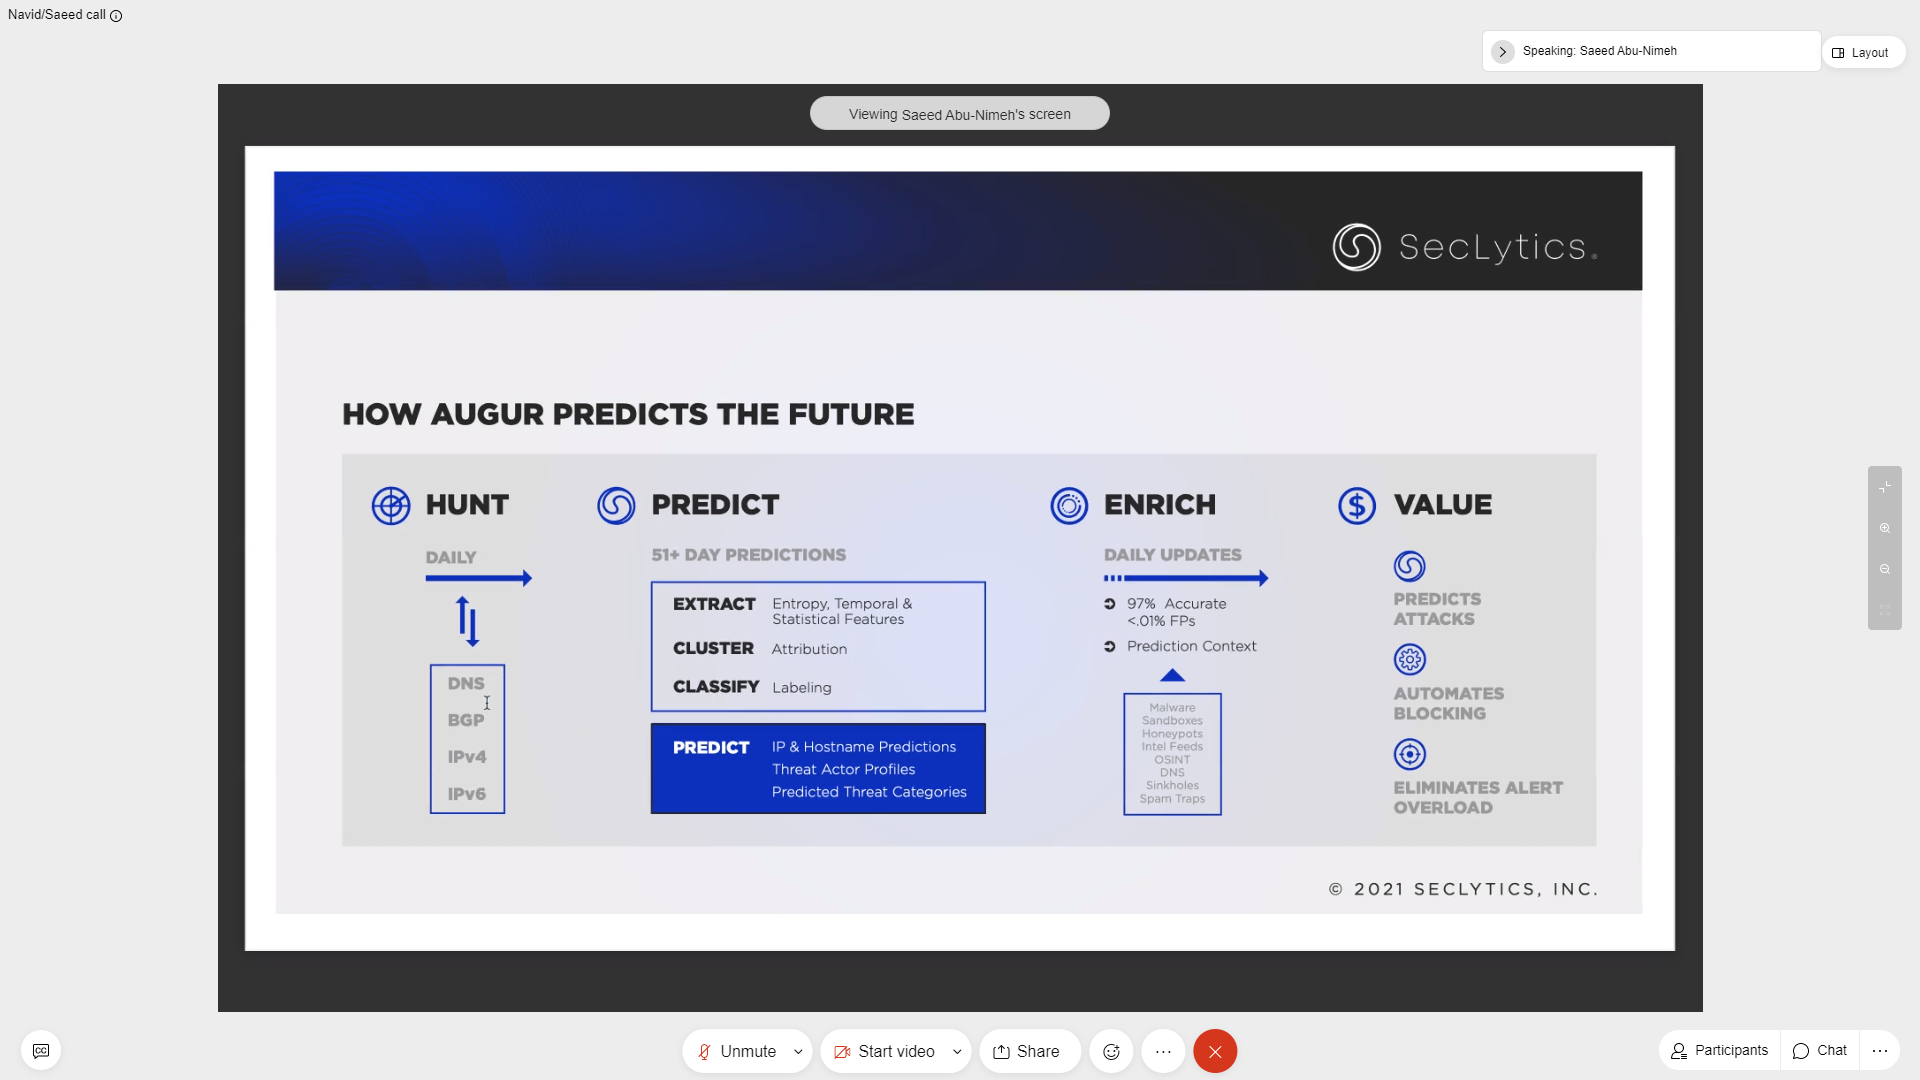 Navid/Saeed call
Speaking: Saeed Abu-Nimeh
Layout
Viewing Saeed Abu-Nimeh's screen
SecLytics®
HOW AUGUR PREDICTS THE FUTURE
HUNT
DAILY
DNS
BGP
IPv4
IPv6
PREDICT
51+ DAY PREDICTIONS
EXTRACT Entropy, Temporal &
Statistical Features
CLUSTER Attribution
CLASSIFY Labeling
PREDICT IP & Hostname Predictions
Threat Actor Profiles
Predicted Threat Categories
ENRICH
DAILY UPDATES
97% Accurate
<.01% FPs
Prediction Context
Malware
Sandboxes
Honeypots
Intel Feeds
OSINT
DNS
Sinkholes
Spam Traps
VALUE
$
PREDICTS
ATTACKS
AUTOMATES
BLOCKING
ELIMINATES ALERT
OVERLOAD
© 2021 SECLYTICS, INC.
CC
Unmute
Start video
Share
Participants
Chat